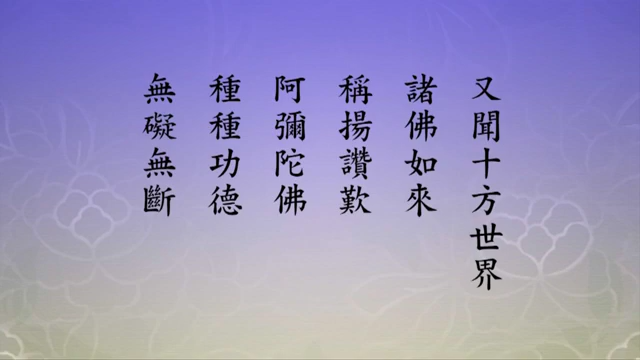 又聞十方世界
諸佛如來
稱揚讚歎
阿彌陀佛
種種功德
無礙無斷